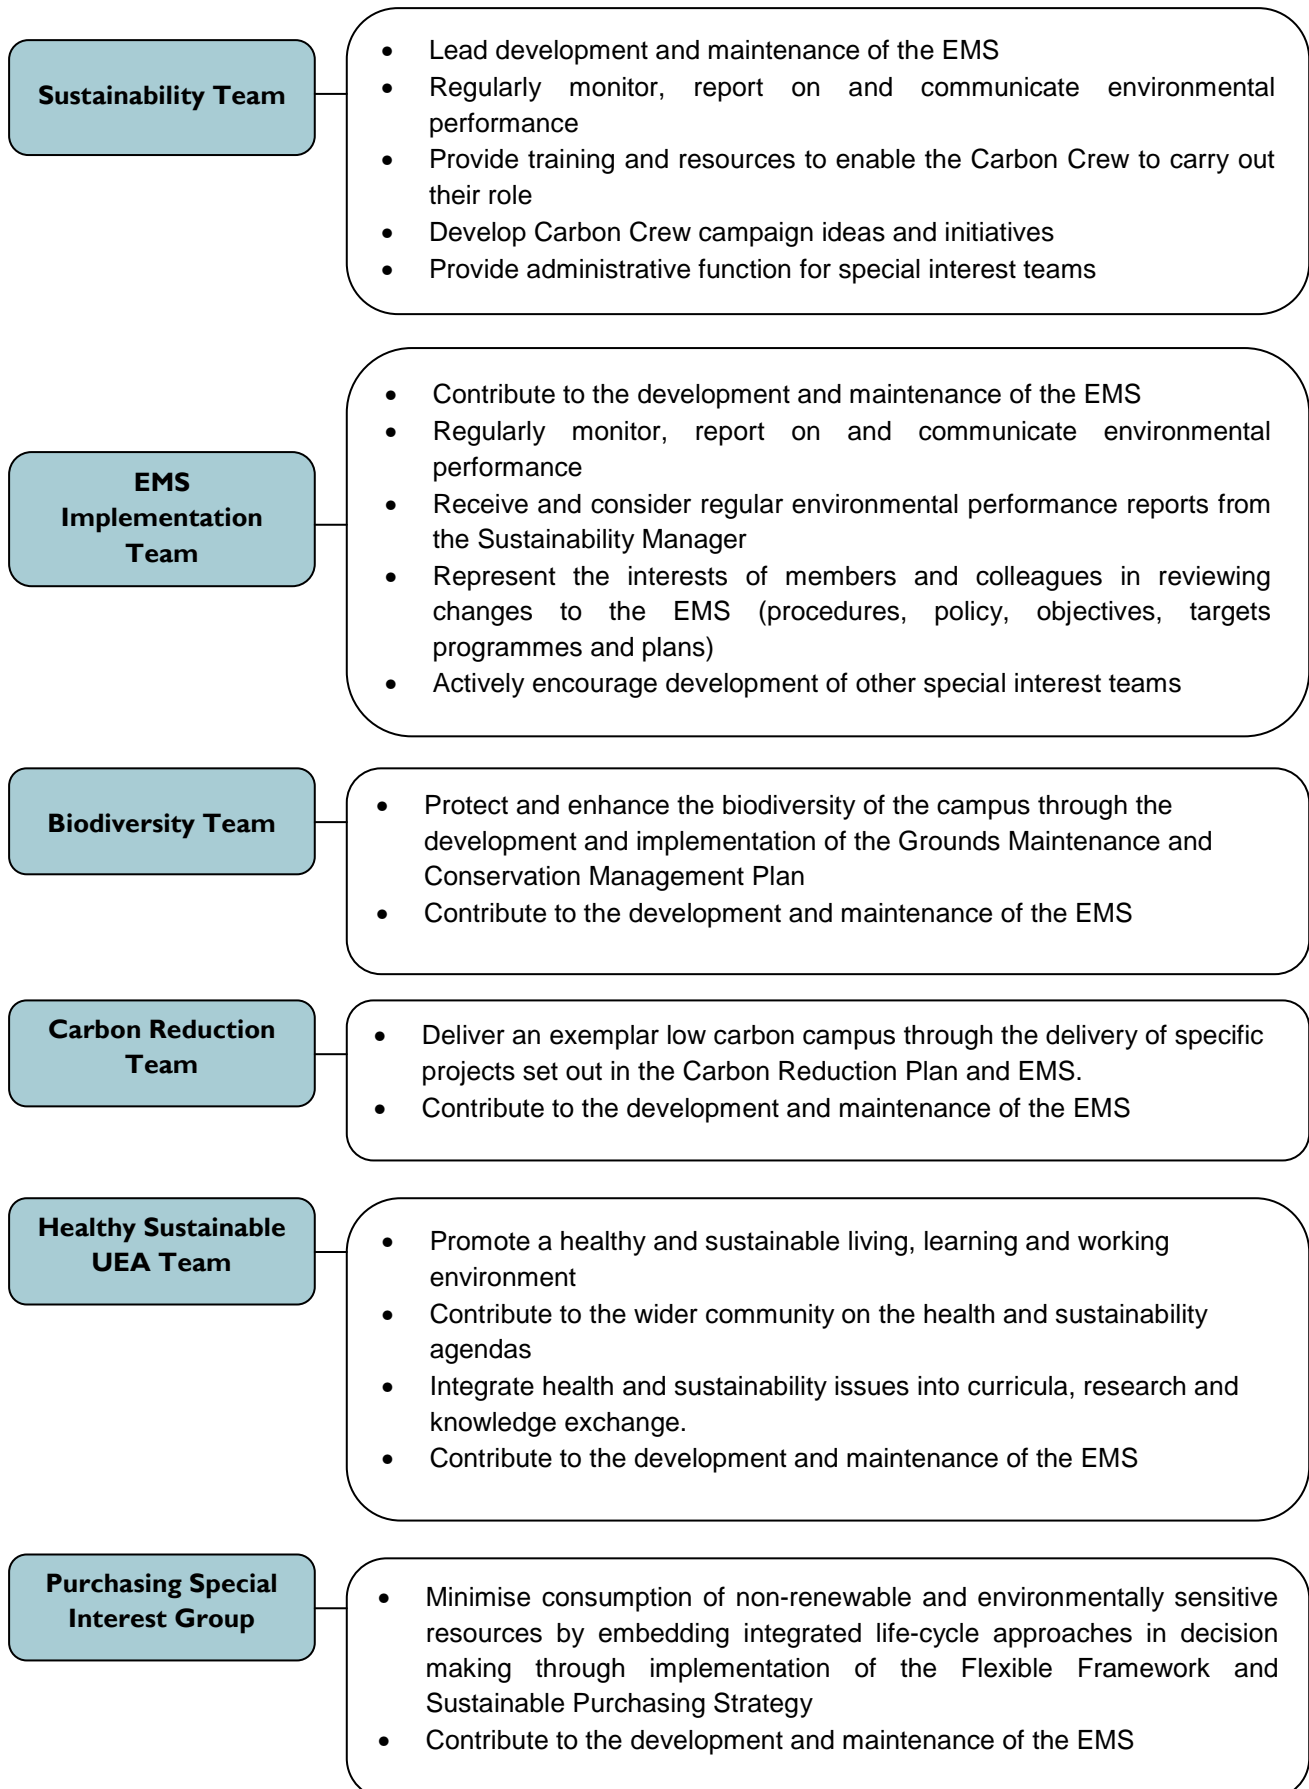 Sustainability Team
• Lead development and maintenance of the EMS
• Regularly monitor, report on and communicate environmental
performance
• Provide training and resources to enable the Carbon Crew to carry out
their role
• Develop Carbon Crew campaign ideas and initiatives
• Provide administrative function for special interest teams
EMS
Implementation
Team
• Contribute to the development and maintenance of the EMS
• Regularly monitor, report on and communicate environmental
performance
• Receive and consider regular environmental performance reports from
the Sustainability Manager
• Represent the interests of members and colleagues in reviewing
changes to the EMS (procedures, policy, objectives, targets
programmes and plans)
• Actively encourage development of other special interest teams
Biodiversity Team
• Protect and enhance the biodiversity of the campus through the
development and implementation of the Grounds Maintenance and
Conservation Management Plan
• Contribute to the development and maintenance of the EMS
Carbon Reduction
Team
• Deliver an exemplar low carbon campus through the delivery of specific
projects set out in the Carbon Reduction Plan and EMS.
• Contribute to the development and maintenance of the EMS
Healthy Sustainable
UEA Team
• Promote a healthy and sustainable living, learning and working
environment
• Contribute to the wider community on the health and sustainability
agendas
• Integrate health and sustainability issues into curricula, research and
knowledge exchange.
• Contribute to the development and maintenance of the EMS
Purchasing Special
Interest Group
• Minimise consumption of non-renewable and environmentally sensitive
resources by embedding integrated life-cycle approaches in decision
making through implementation of the Flexible Framework and
Sustainable Purchasing Strategy
• Contribute to the development and maintenance of the EMS